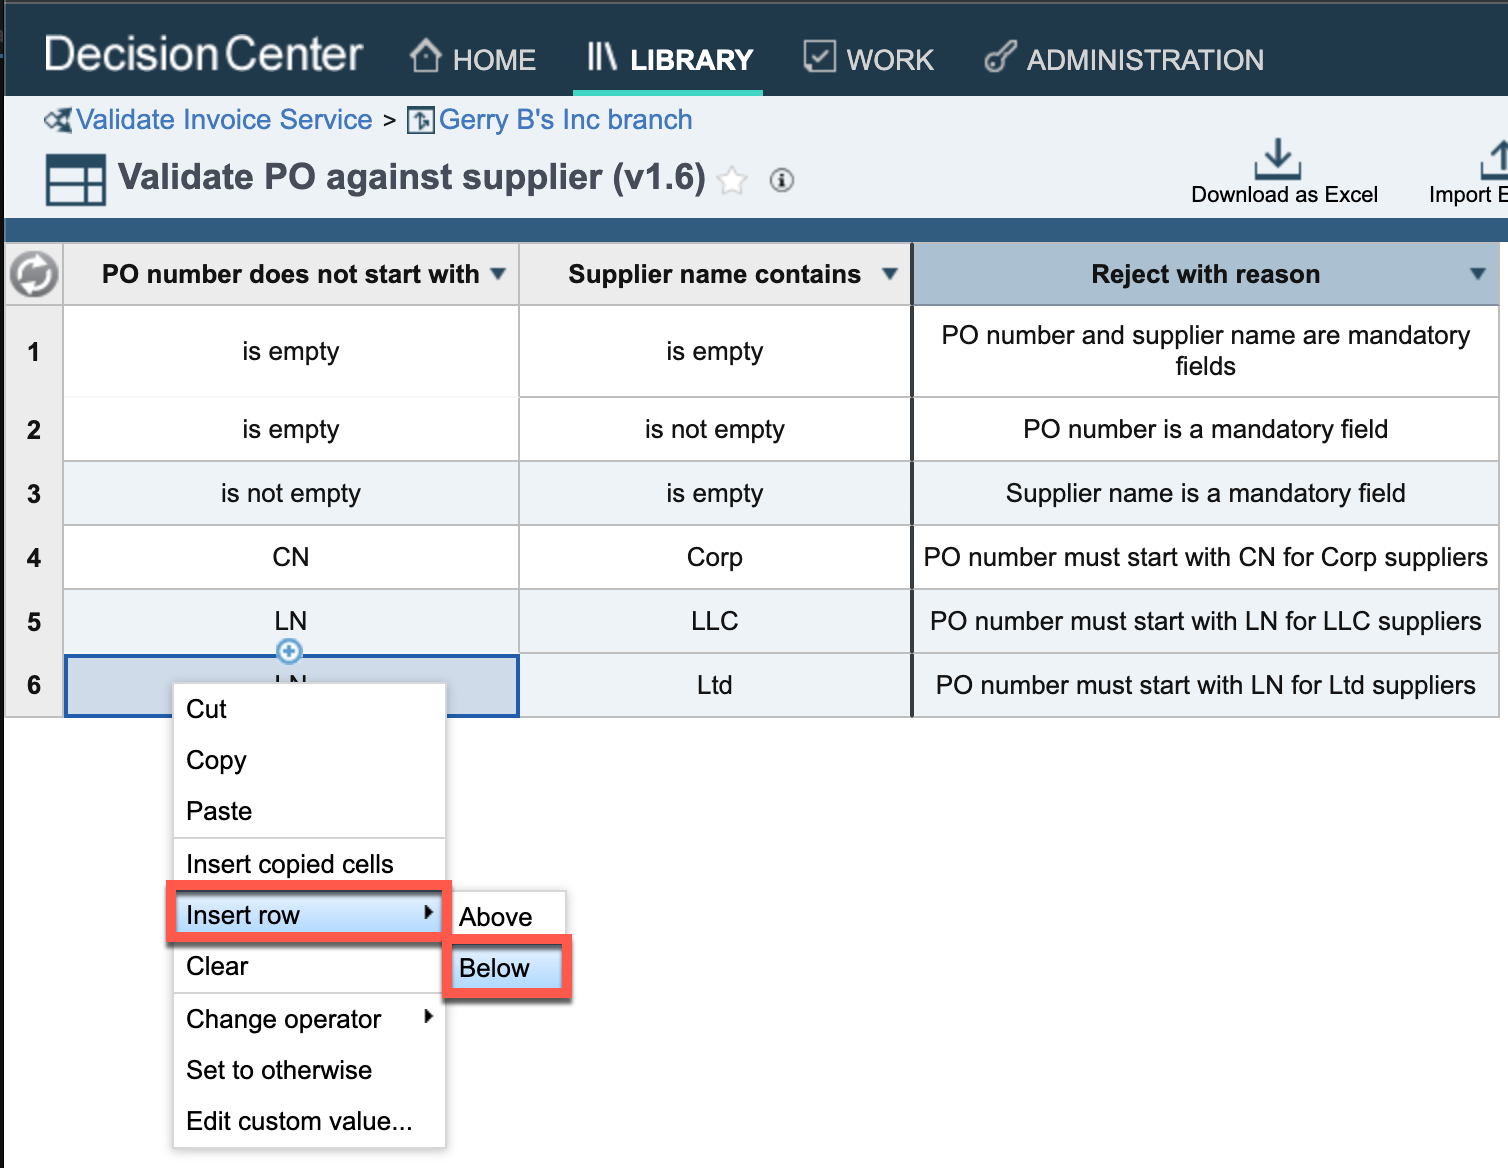 Decision Center
HOME
LIBRARY
WORK
ADMINISTRATION
Validate Invoice Service > Gerry B's Inc branch
Validate PO against supplier (v1.6)
Download as Excel
Import
PO number does not start with
Supplier name contains
Reject with reason
1
is empty
is empty
PO number and supplier name are mandatory
fields
2
is empty
is not empty
PO number is a mandatory field
3
is not empty
is empty
Supplier name is a mandatory field
4
CN
Corp
PO number must start with CN for Corp suppliers
5
LN
LLC
PO number must start with LN for LLC suppliers
6
LN
Ltd
PO number must start with LN for Ltd suppliers
Cut
Copy
Paste
Insert copied cells
Insert row
Above
Below
Clear
Change operator
Set to otherwise
Edit custom value...